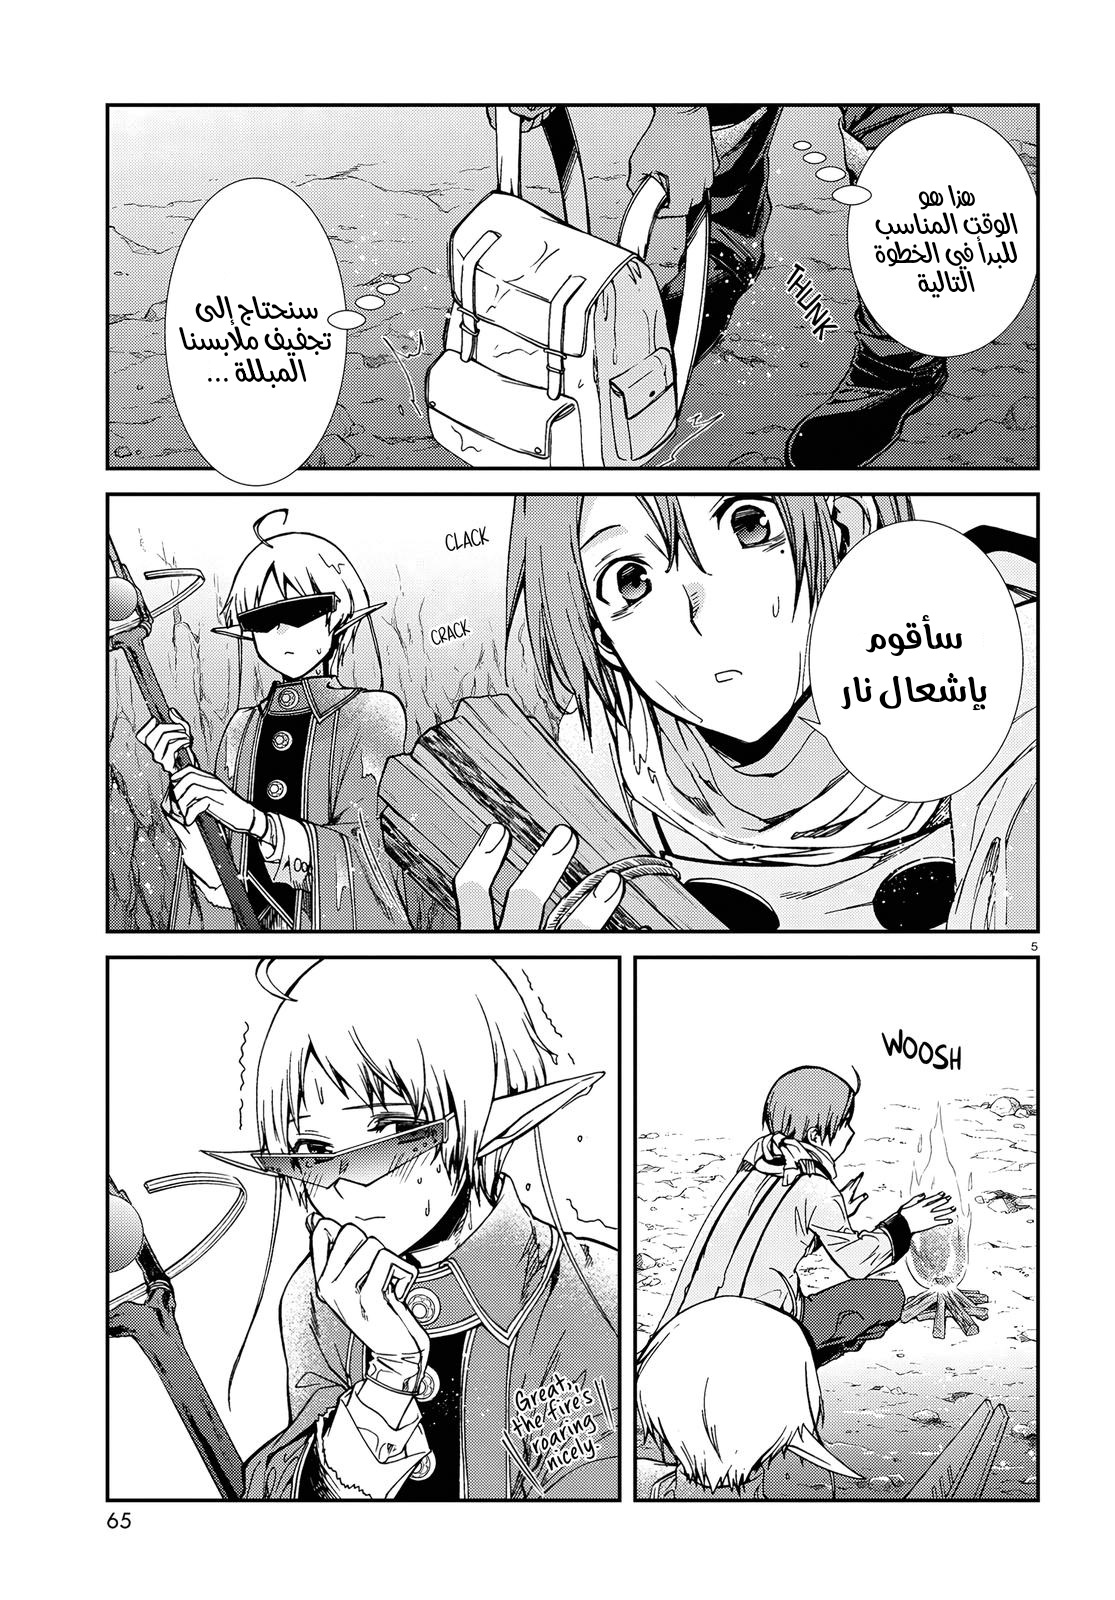 هذا هو
الوقت المناسب
للبدأ في الخطوة
التالية
THUNK
سنحتاج إلى
تجفيف ملابسنا
المبللة ...
سأقوم
بإشعال نار
CLACK
CRACK
5
WOOSH
Great,
the fire's
roaring
nicely
65